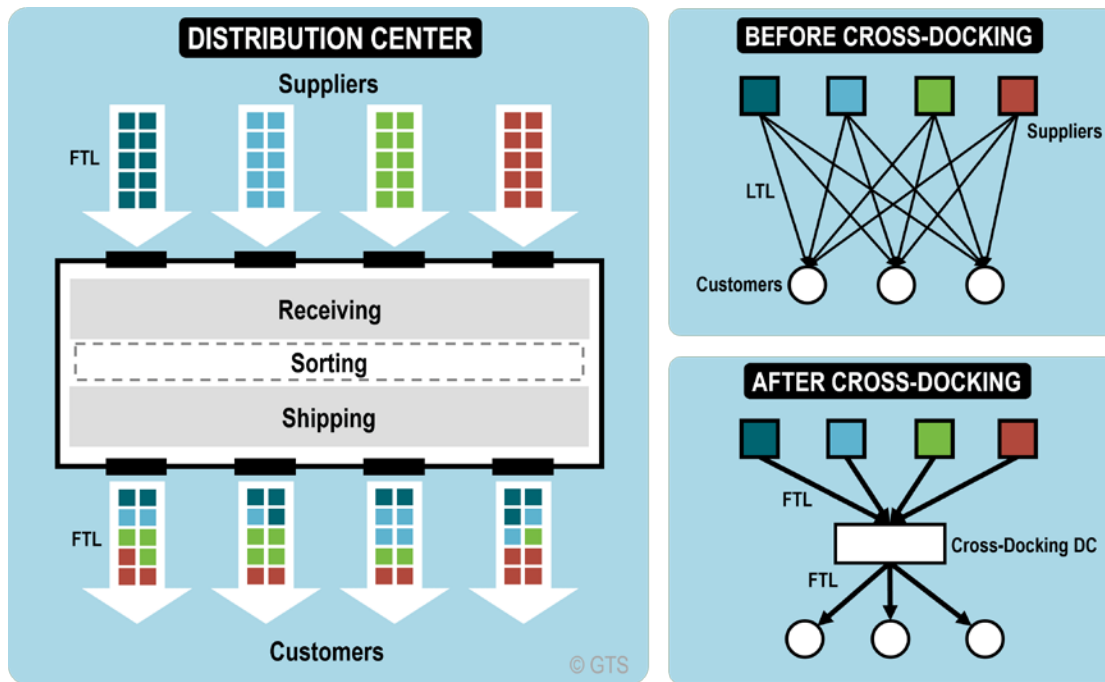 DISTRIBUTION CENTER
Suppliers
FTL
Receiving
Sorting
Shipping
FTL
Customers
© GTS
BEFORE CROSS-DOCKING
Suppliers
LTL
Customers
AFTER CROSS-DOCKING
FTL
Cross-Docking DC
FTL